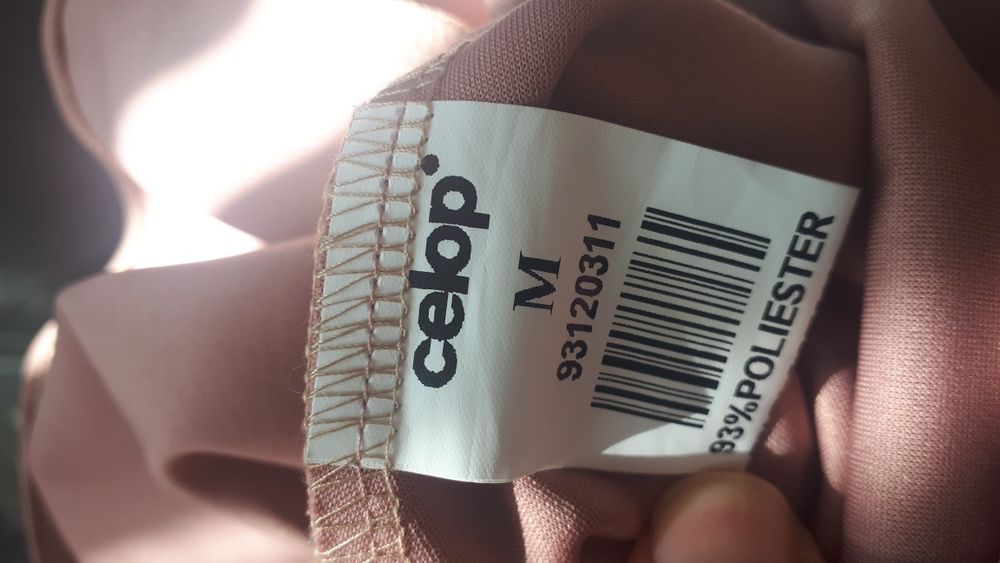 celop.
M
93120311
93%POLIESTER